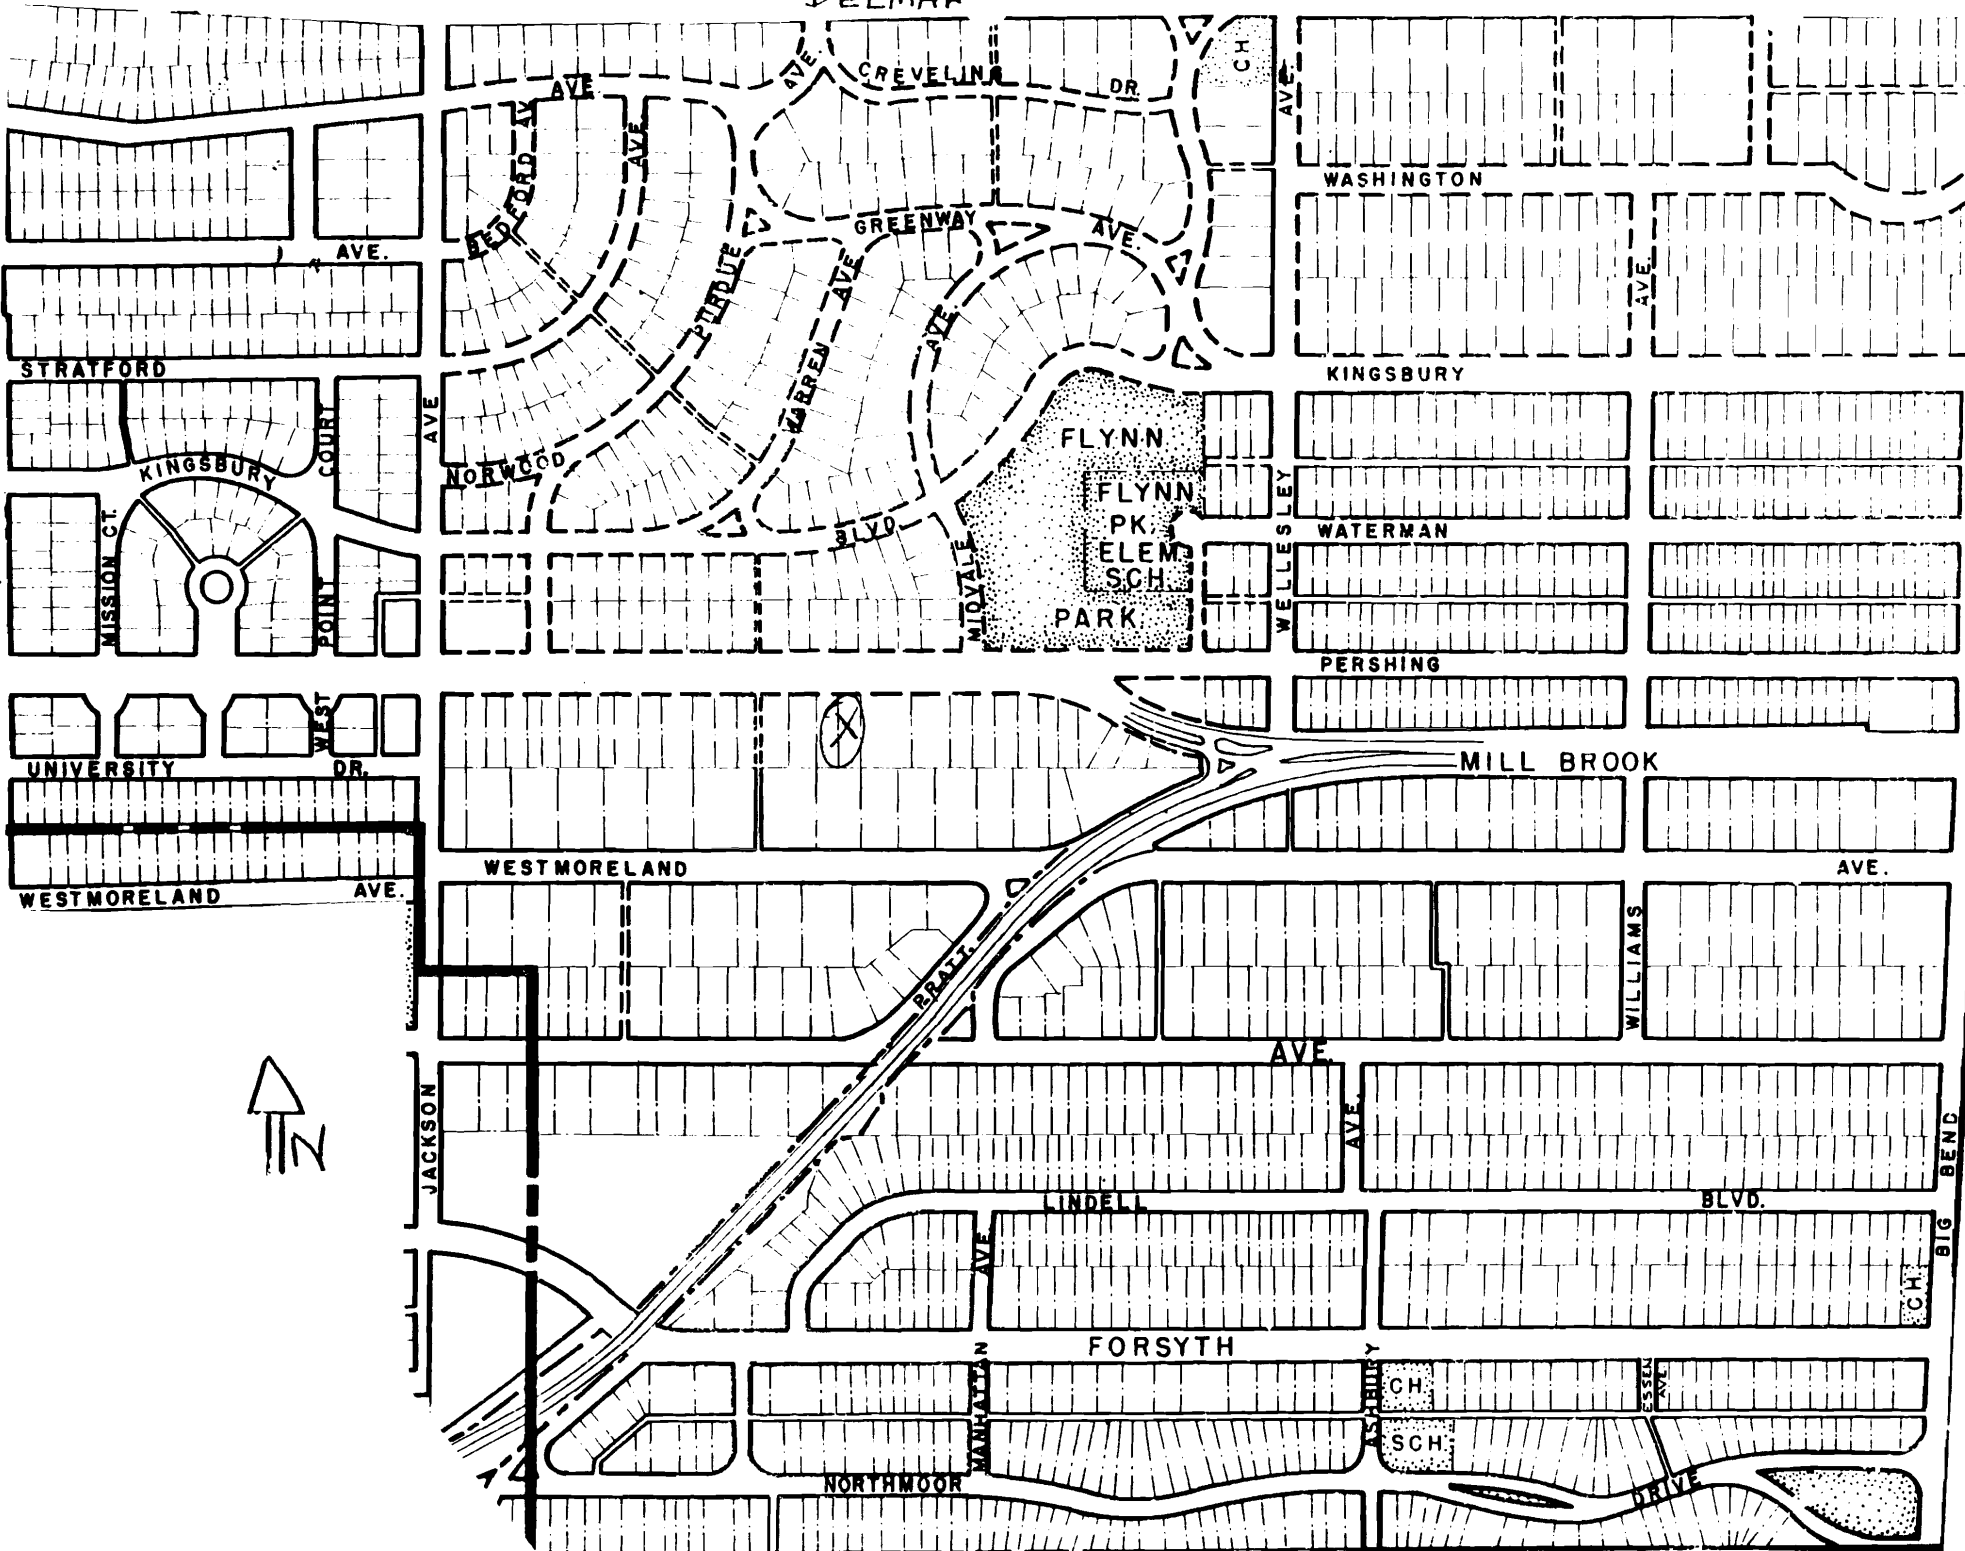 DELMAR
AVE.
CREVELING
DR.
CH
AVE.
AVE
BEDFORD AV
AVE.
WASHINGTON
GREENWAY
AVE.
AVE.
PURDUE
AVE.
WARREN
AVE.
AVE.
STRATFORD
KINGSBURY
COURT
AVE
KINGSBURY
NORWOOD
FLYNN
FLYNN
PK.
ELEM
SCH.
PARK
WELLESLEY
WATERMAN
BLVD
MIDVALE
MISSION CT.
POINT
WEST
PERSHING
X
UNIVERSITY
DR.
MILL BROOK
WESTMORELAND
AVE.
WESTMORELAND
AVE.
PRATT
WILLIAMS
AVE.
N
JACKSON
AVE.
BIG BEND
LINDELL
BLVD.
AVE
CH.
FORSYTH
MANHATTAN
ASHBURY
CH.
ESSEN
AVE.
SCH.
NORTHMOOR
DRIVE